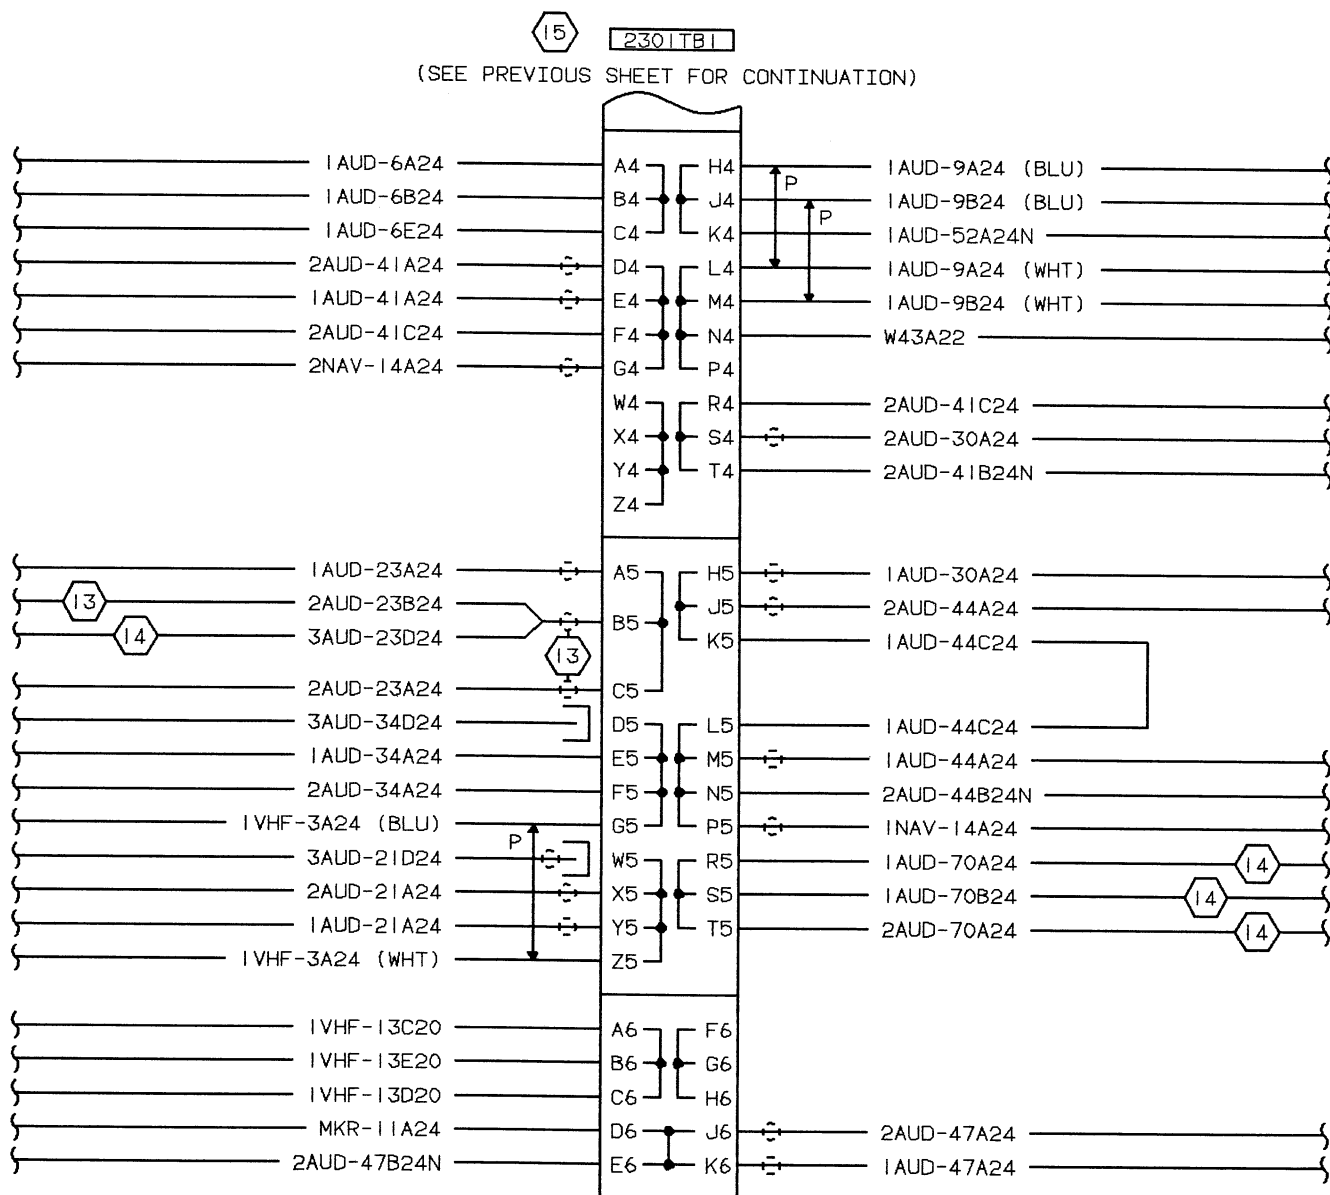 15 2301TB1
(SEE PREVIOUS SHEET FOR CONTINUATION)
1AUD-6A24 A4 H4 1AUD-9A24 (BLU)
P
1AUD-6B24 B4 J4 1AUD-9B24 (BLU)
P
1AUD-6E24 C4 K4 1AUD-52A24N
2AUD-41A24 D4 L4 1AUD-9A24 (WHT)
1AUD-41A24 E4 M4 1AUD-9B24 (WHT)
2AUD-41C24 F4 N4 W43A22
2NAV-14A24 G4 P4
W4 R4 2AUD-41C24
X4 S4 2AUD-30A24
Y4 T4 2AUD-41B24N
Z4
1AUD-23A24 A5 H5 1AUD-30A24
13 2AUD-23B24 J5 2AUD-44A24
B5
14 3AUD-23D24 K5 1AUD-44C24
13
2AUD-23A24 C5
3AUD-34D24 D5 L5 1AUD-44C24
1AUD-34A24 E5 M5 1AUD-44A24
2AUD-34A24 F5 N5 2AUD-44B24N
1VHF-3A24 (BLU) G5 P5 1NAV-14A24
P
3AUD-21D24 W5 R5 1AUD-70A24 14
2AUD-21A24 X5 S5 1AUD-70B24 14
1AUD-21A24 Y5 T5 2AUD-70A24 14
1VHF-3A24 (WHT) Z5
1VHF-13C20 A6 F6
1VHF-13E20 B6 G6
1VHF-13D20 C6 H6
MKR-11A24 D6 J6 2AUD-47A24
2AUD-47B24N E6 K6 1AUD-47A24